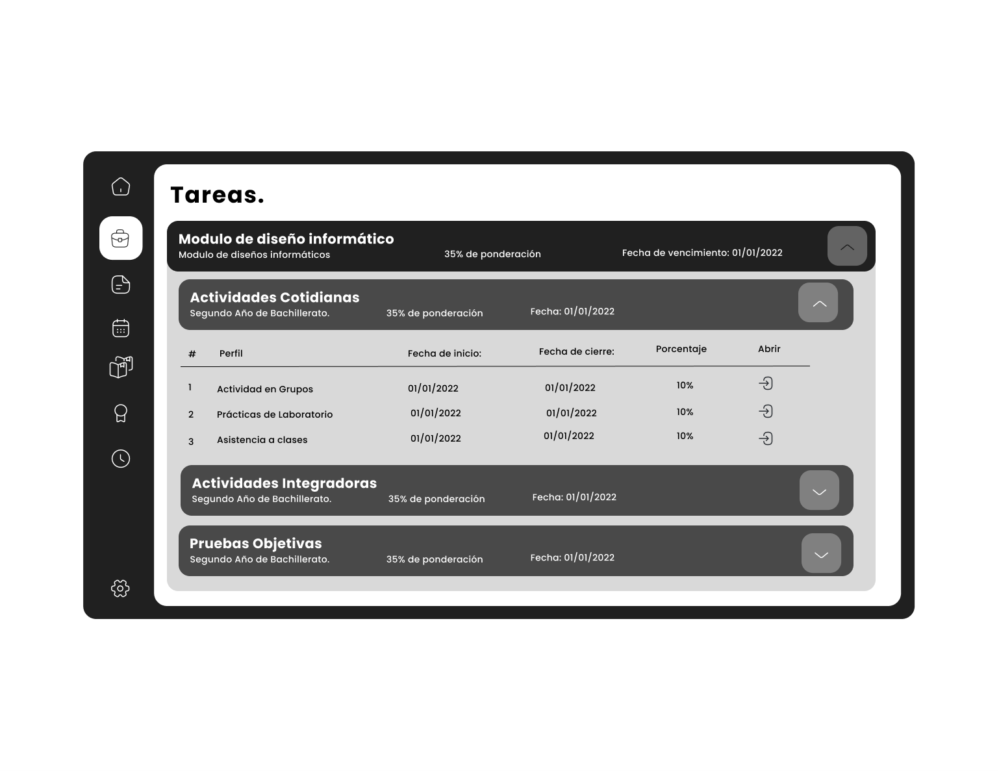 Tareas.
Modulo de diseño informático
Modulo de diseños informáticos 35% de ponderación Fecha de vencimiento: 01/01/2022
Actividades Cotidianas
Segundo Año de Bachillerato. 35% de ponderación Fecha: 01/01/2022
# Perfil Fecha de inicio: Fecha de cierre: Porcentaje Abrir
1 Actividad en Grupos 01/01/2022 01/01/2022 10%
2 Prácticas de Laboratorio 01/01/2022 01/01/2022 10%
3 Asistencia a clases 01/01/2022 01/01/2022 10%
Actividades Integradoras
Segundo Año de Bachillerato. 35% de ponderación Fecha: 01/01/2022
Pruebas Objetivas
Segundo Año de Bachillerato. 35% de ponderación Fecha: 01/01/2022